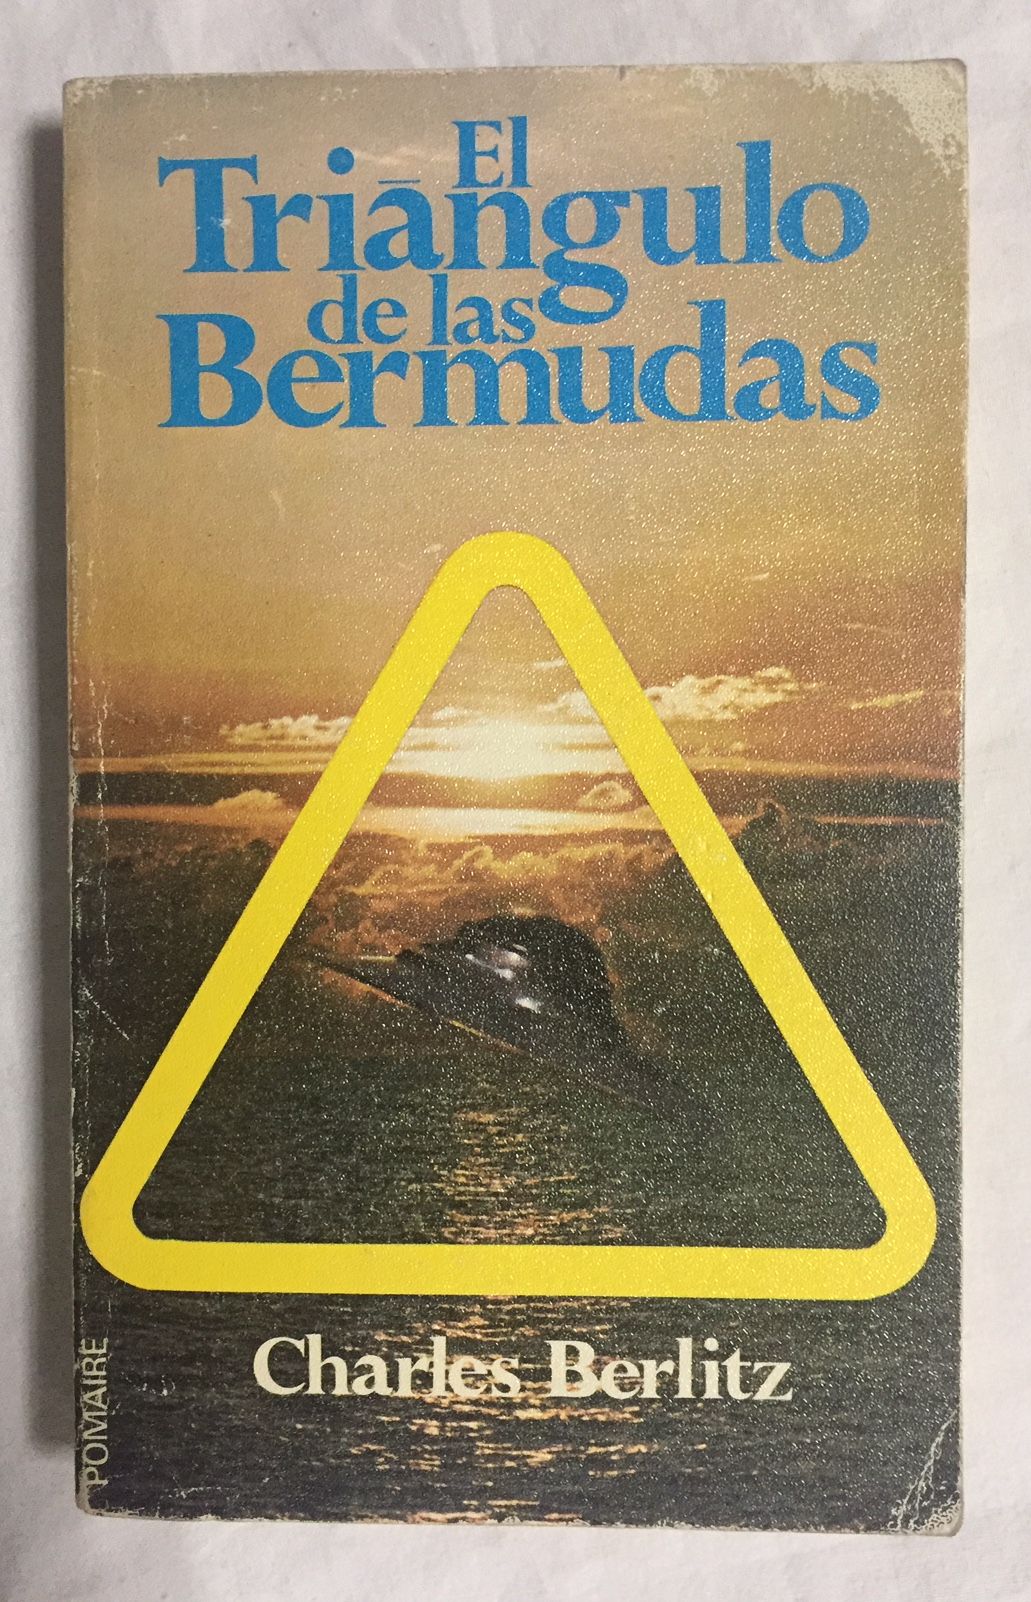 El
Triángulo
de las
Bermudas
Charles Berlitz
POMAIRE